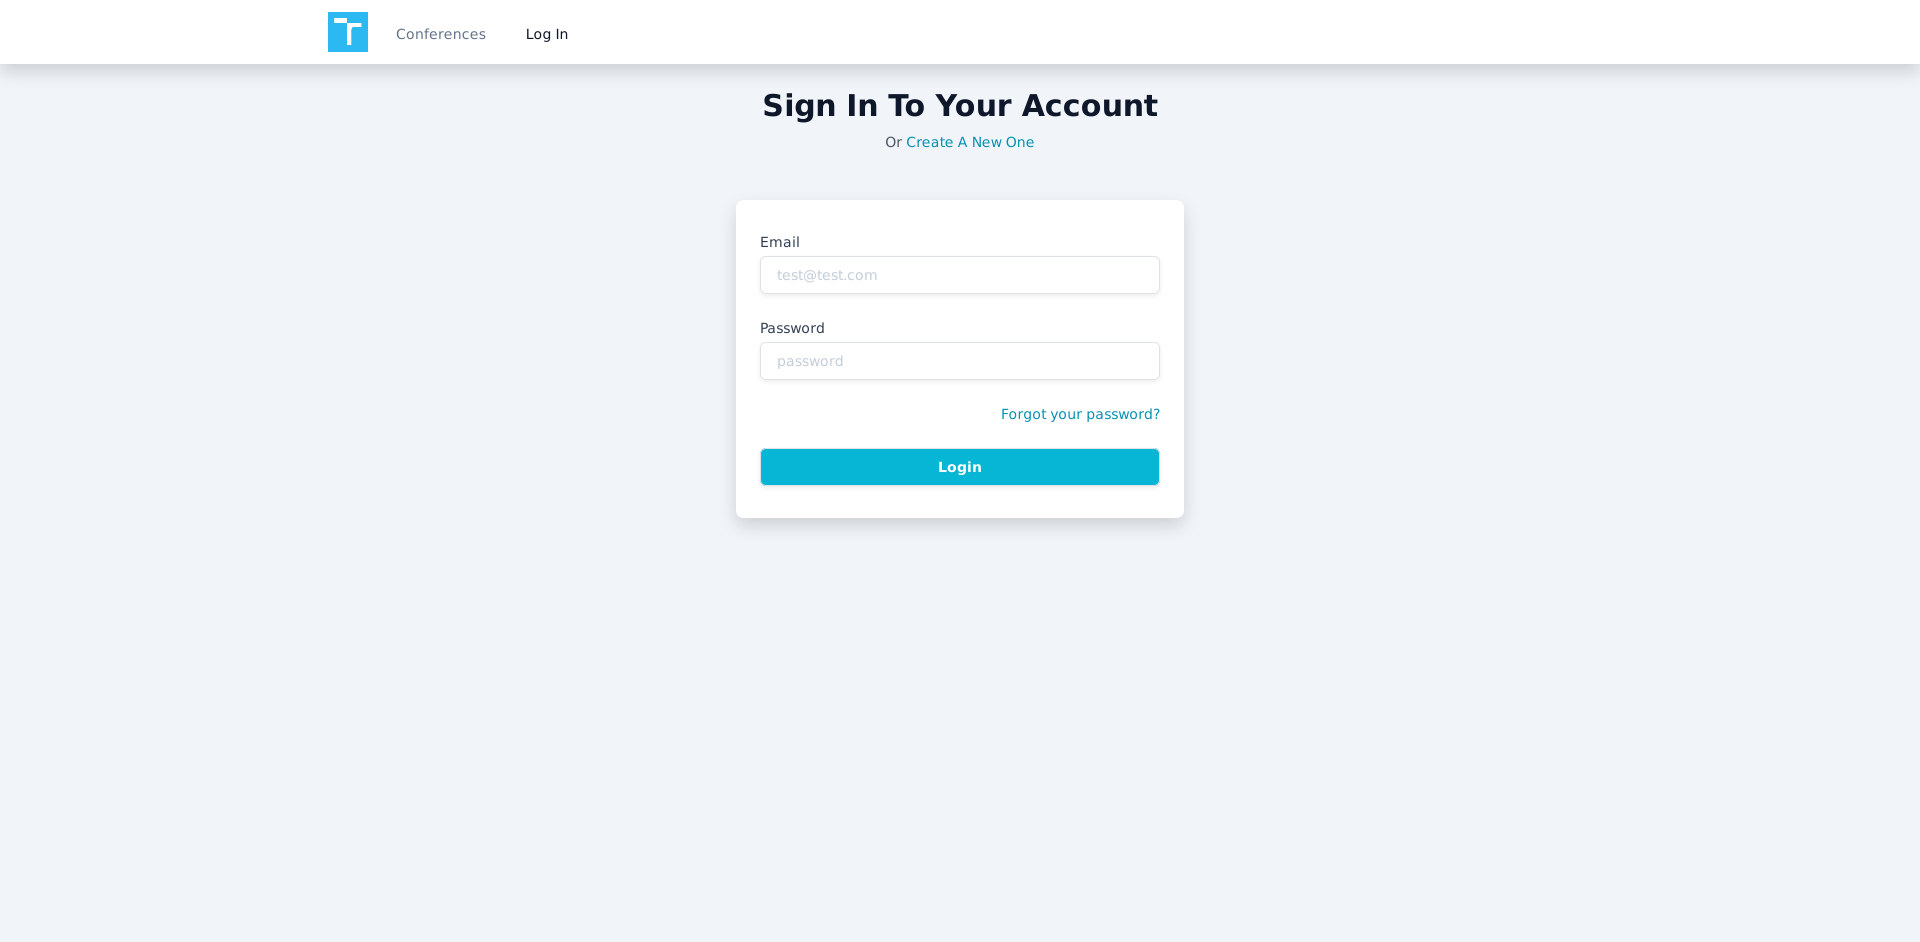 Conferences Log In
Sign In To Your Account
Or Create A New One
Email
test@test.com
Password
password
Forgot your password?
Login